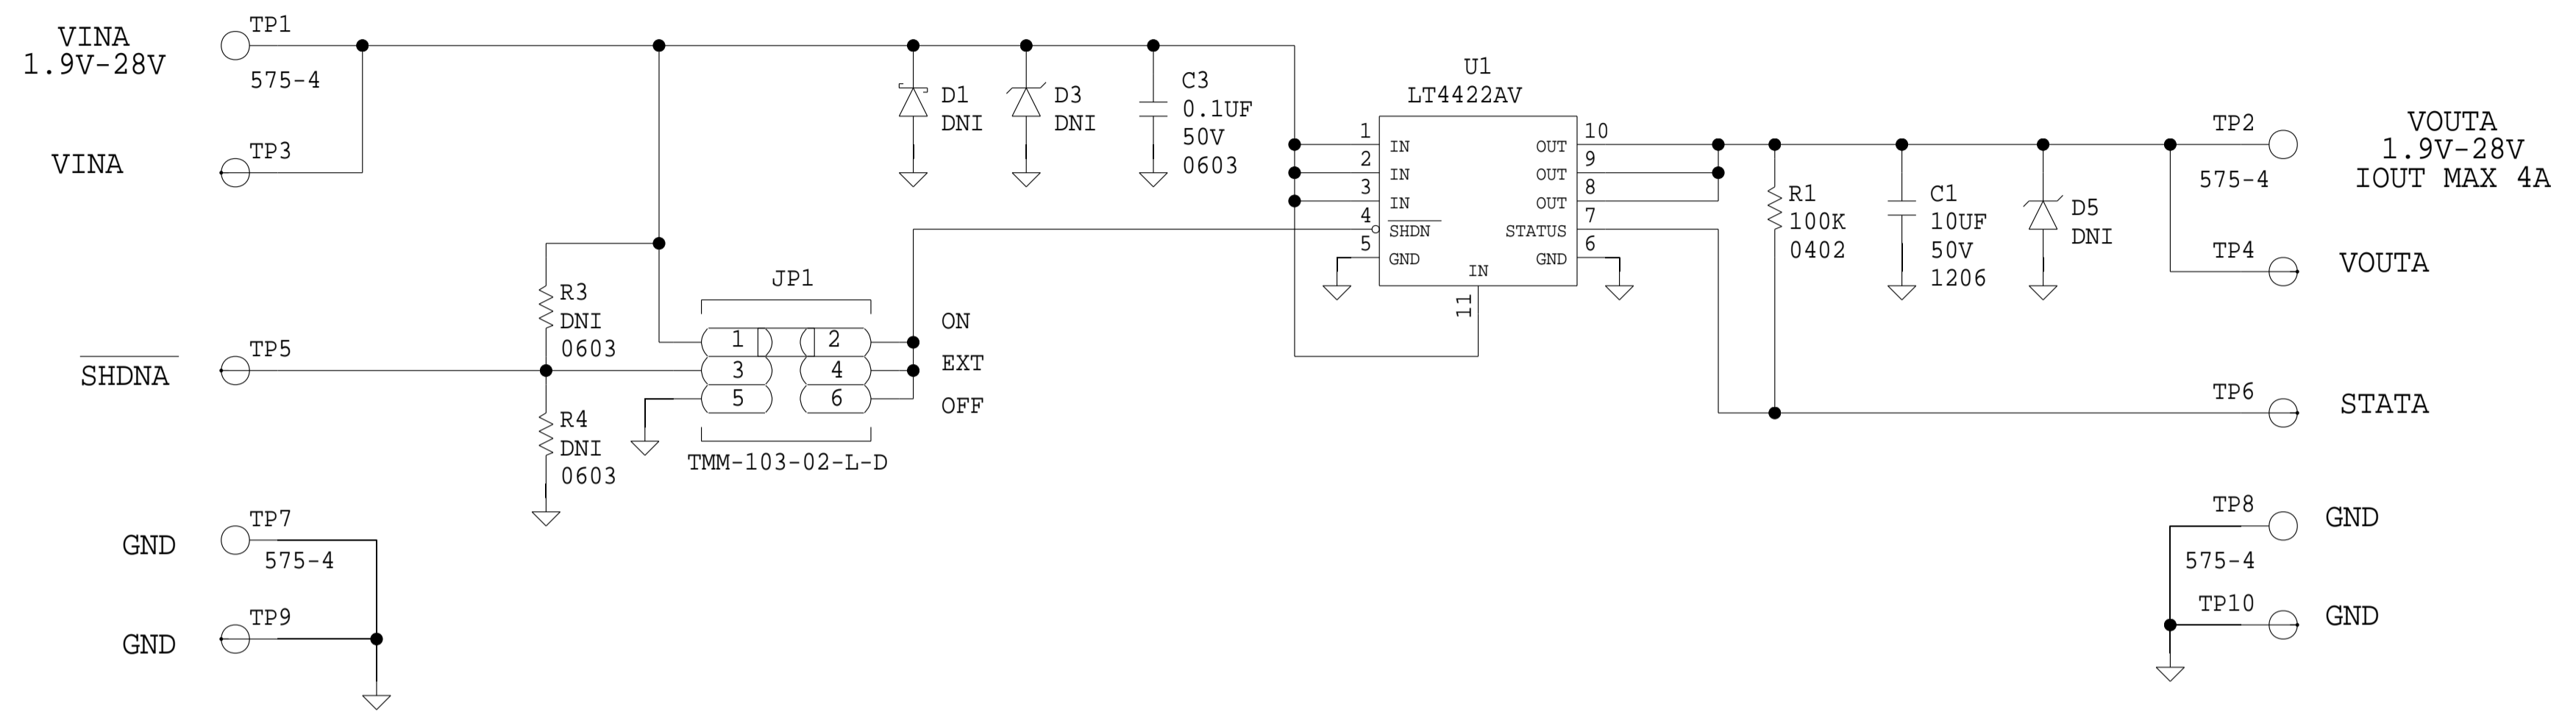 VINA
1.9V-28V
TP1
575-4
VINA
TP3
D1
DNI
D3
DNI
C3
0.1UF
50V
0603
U1
LT4422AV
1
2
3
4
5
IN
IN
IN
SHDN
GND
IN
11
OUT
OUT
OUT
STATUS
GND
10
9
8
7
6
R1
100K
0402
C1
10UF
50V
1206
D5
DNI
TP2
575-4
VOUTA
1.9V-28V
IOUT MAX 4A
TP4
VOUTA
R3
DNI
0603
JP1
1
2
3
4
5
6
TMM-103-02-L-D
ON
EXT
OFF
SHDNA
TP5
R4
DNI
0603
TP6
STATA
GND
TP7
575-4
GND
TP9
TP8
575-4
GND
TP10
GND